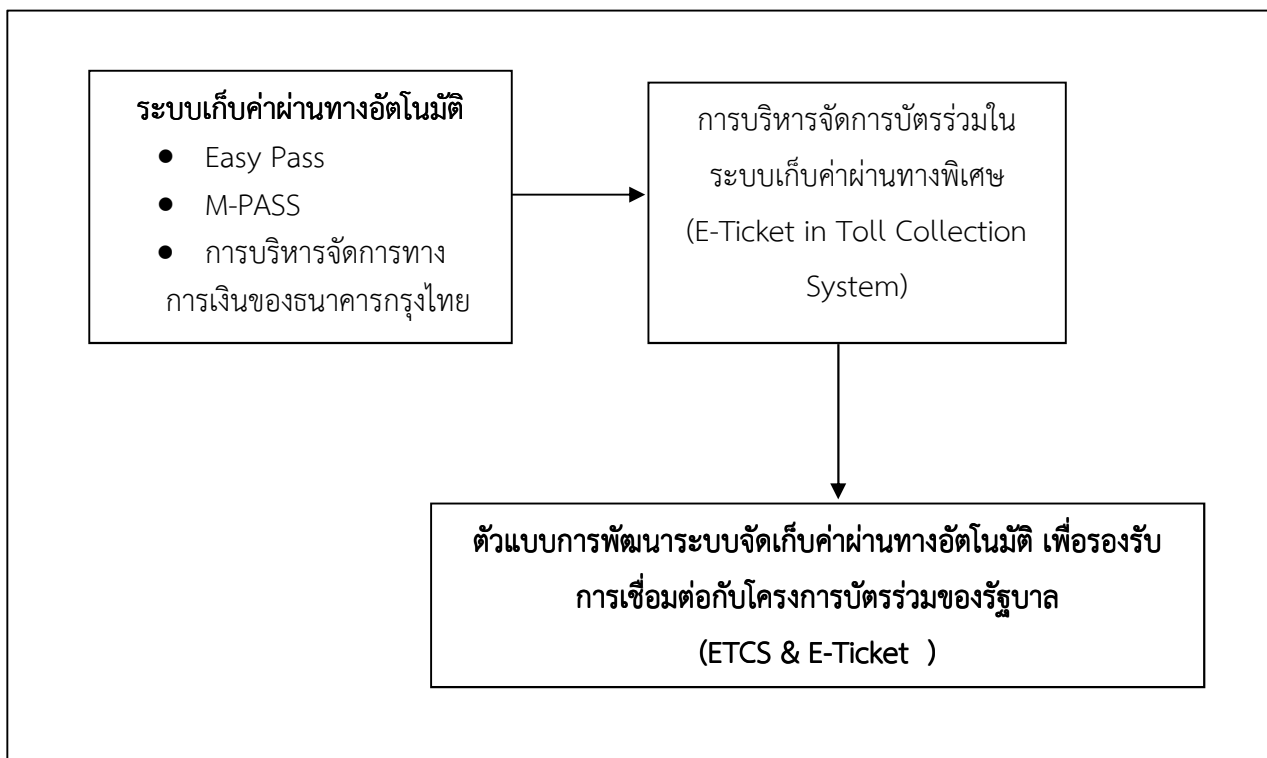 ระบบเก็บค่าผ่านทางอัตโนมัติ
● Easy Pass
● M-PASS
● การบริหารจัดการทาง
การเงินของธนาคารกรุงไทย
การบริหารจัดการบัตรร่วมใน
ระบบเก็บค่าผ่านทางพิเศษ
(E-Ticket in Toll Collection
System)
ตัวแบบการพัฒนาระบบจัดเก็บค่าผ่านทางอัตโนมัติ เพื่อรองรับ
การเชื่อมต่อกับโครงการบัตรร่วมของรัฐบาล
(ETCS & E-Ticket )